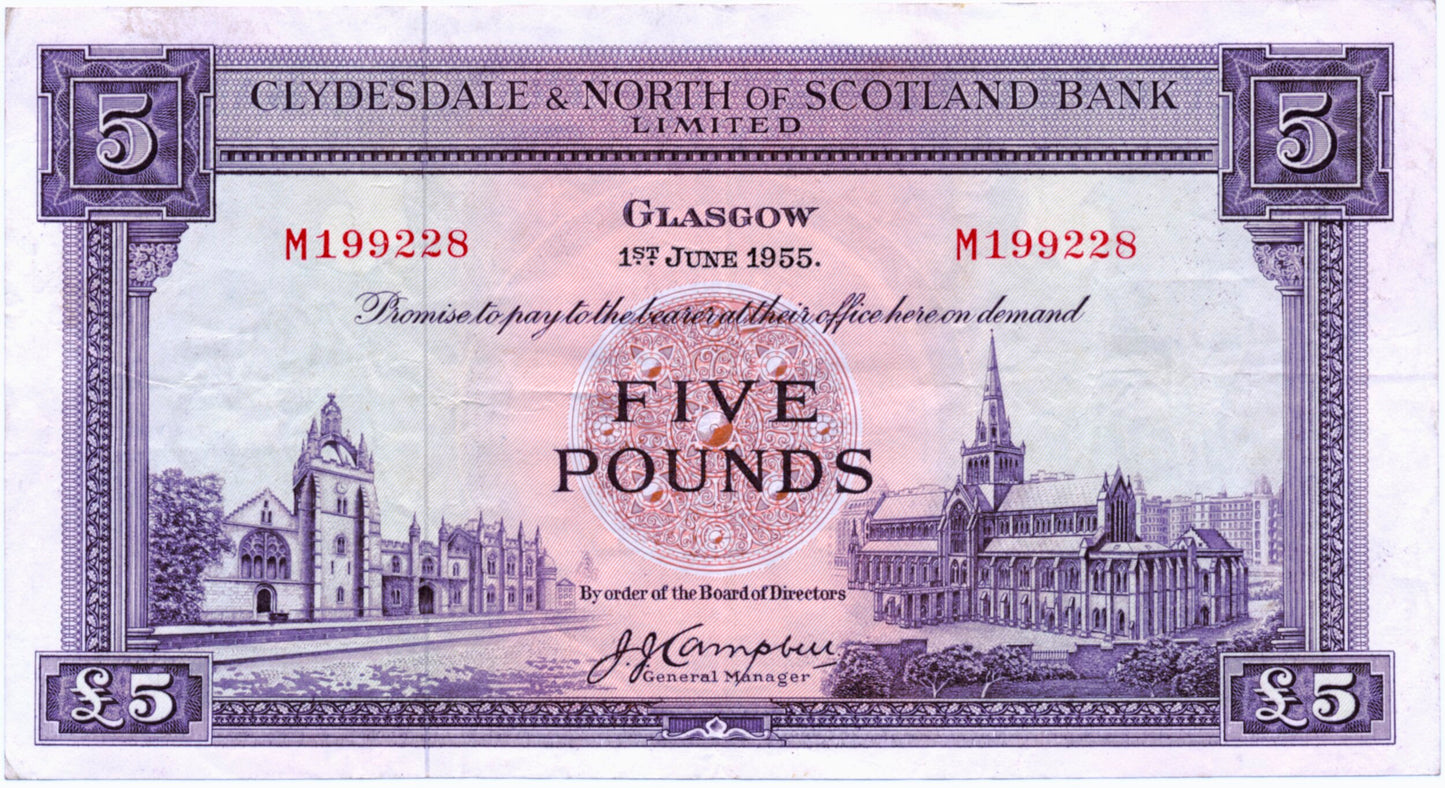 5 CLYDESDALE & NORTH OF SCOTLAND BANK 5
LIMITED
GLASGOW
M199228 M199228
1ST JUNE 1955.
Promise to pay to the bearer at their office here on demand
FIVE
POUNDS
By order of the Board of Directors
J.J. Campbell
General Manager
£5 £5